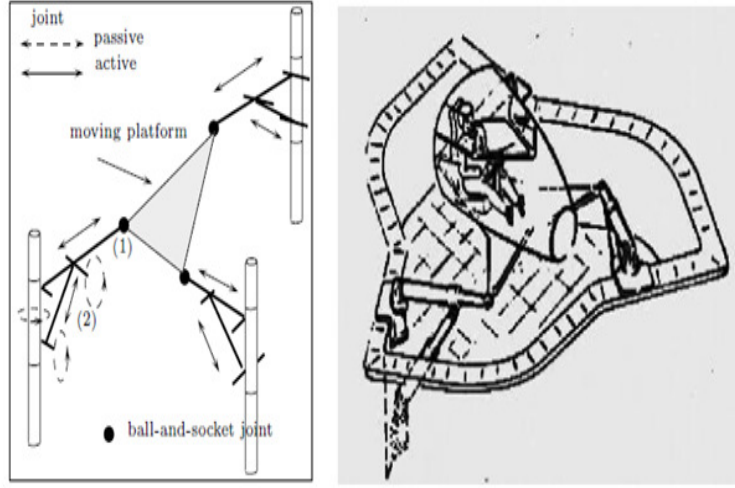 joint
passive
active
moving platform
(1)
(2)
ball-and-socket joint